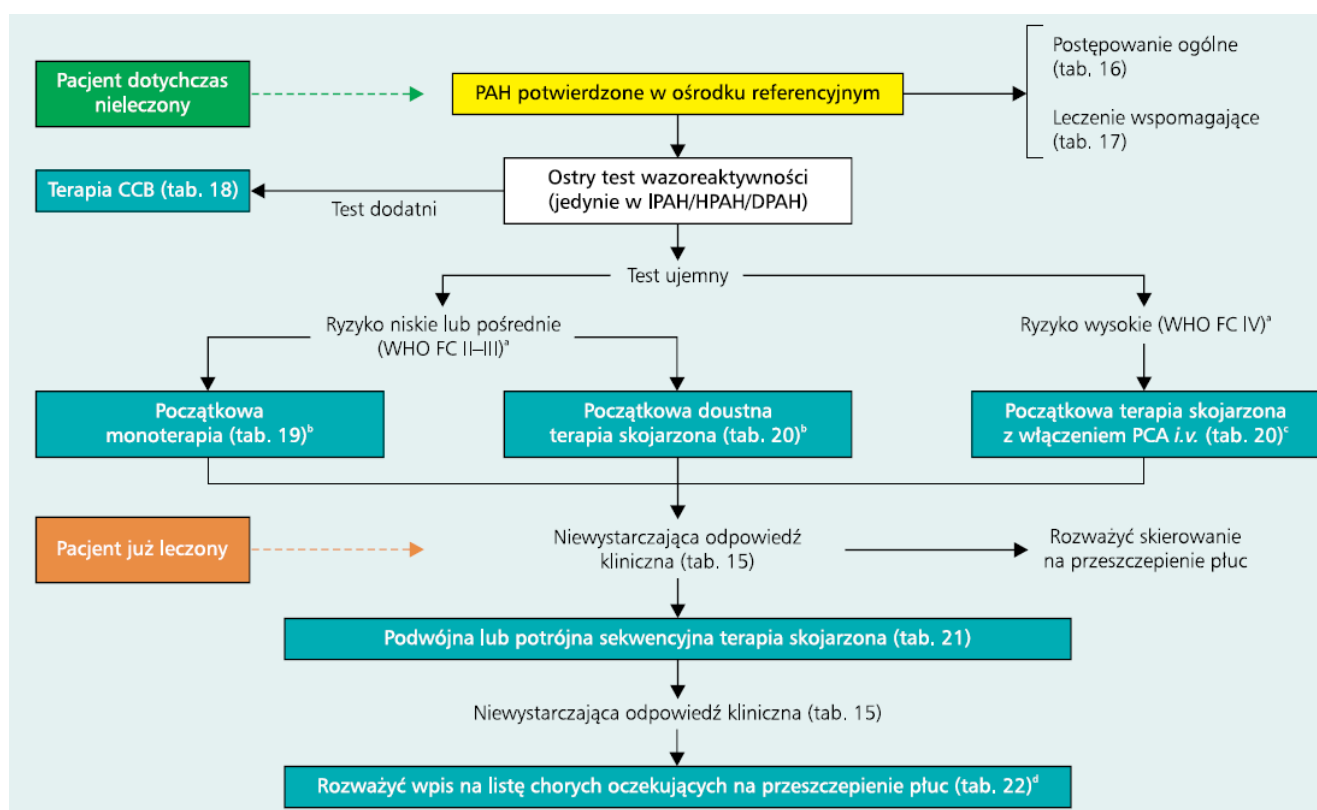 Pacjent dotychczas
nieleczony
PAH potwierdzone w ośrodku referencyjnym
Postępowanie ogólne
(tab. 16)
Leczenie wspomagające
(tab. 17)
Terapia CCB (tab. 18)
Test dodatni
Ostry test wazoreaktywności
(jedynie w IPAH/HPAH/DPAH)
Test ujemny
Ryzyko niskie lub pośrednie
(WHO FC II–III)ᵃ
Ryzyko wysokie (WHO FC IV)ᵃ
Początkowa
monoterapia (tab. 19)ᵇ
Początkowa doustna
terapia skojarzona (tab. 20)ᵇ
Początkowa terapia skojarzona
z włączeniem PCA i.v. (tab. 20)ᶜ
Pacjent już leczony
Niewystarczająca odpowiedź
kliniczna (tab. 15)
Rozważyć skierowanie
na przeszczepienie płuc
Podwójna lub potrójna sekwencyjna terapia skojarzona (tab. 21)
Niewystarczająca odpowiedź kliniczna (tab. 15)
Rozważyć wpis na listę chorych oczekujących na przeszczepienie płuc (tab. 22)ᵈ